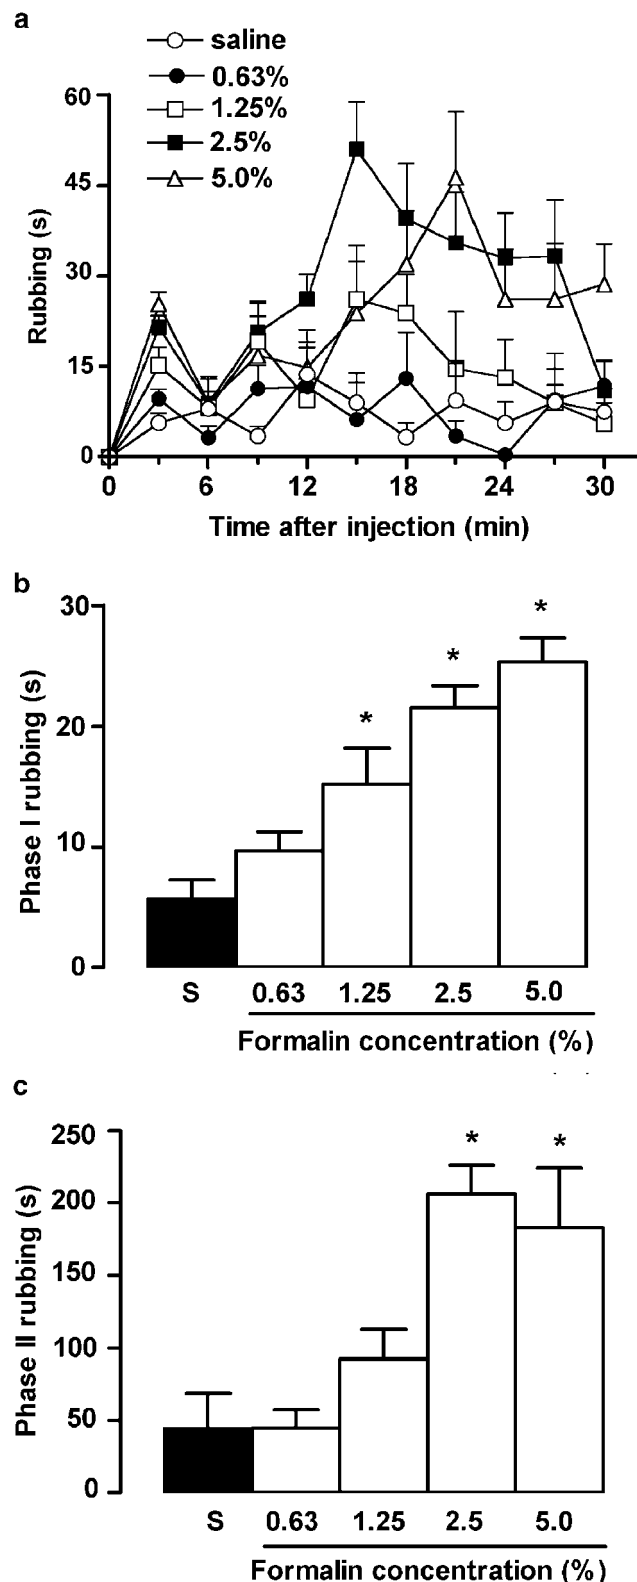 a
saline
0.63%
1.25%
2.5%
5.0%
60
45
30
15
0
Rubbing (s)
0 6 12 18 24 30
Time after injection (min)
b
30
20
10
0
Phase I rubbing (s)
* * *
S 0.63 1.25 2.5 5.0
Formalin concentration (%)
c
250
200
150
100
50
0
Phase II rubbing (s)
* *
S 0.63 1.25 2.5 5.0
Formalin concentration (%)